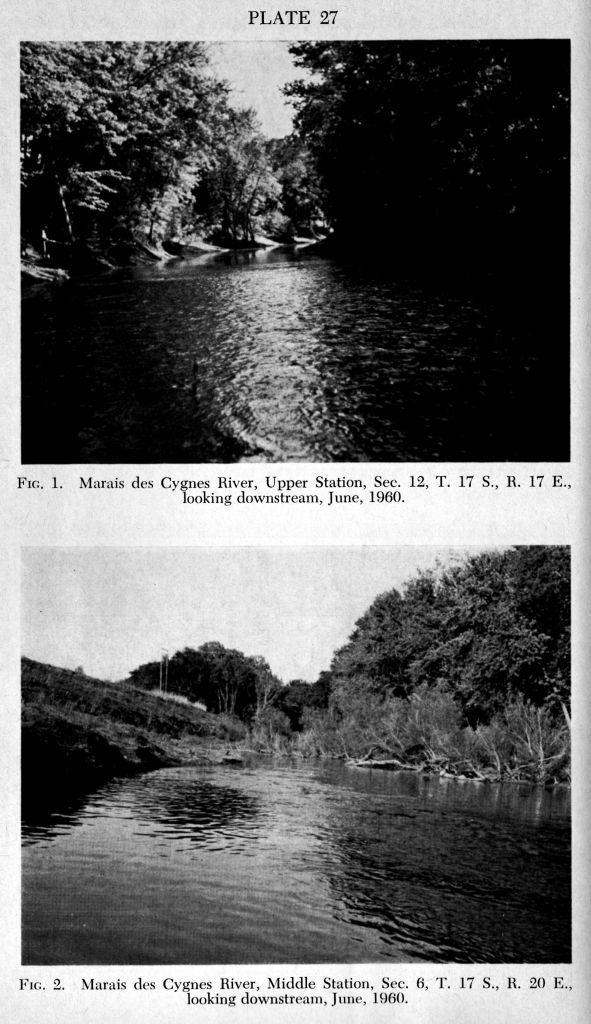 PLATE 27
Fig. 1. Marais des Cygnes River, Upper Station, Sec. 12, T. 17 S., R. 17 E.,
looking downstream, June, 1960.
Fig. 2. Marais des Cygnes River, Middle Station, Sec. 6, T. 17 S., R. 20 E.,
looking downstream, June, 1960.